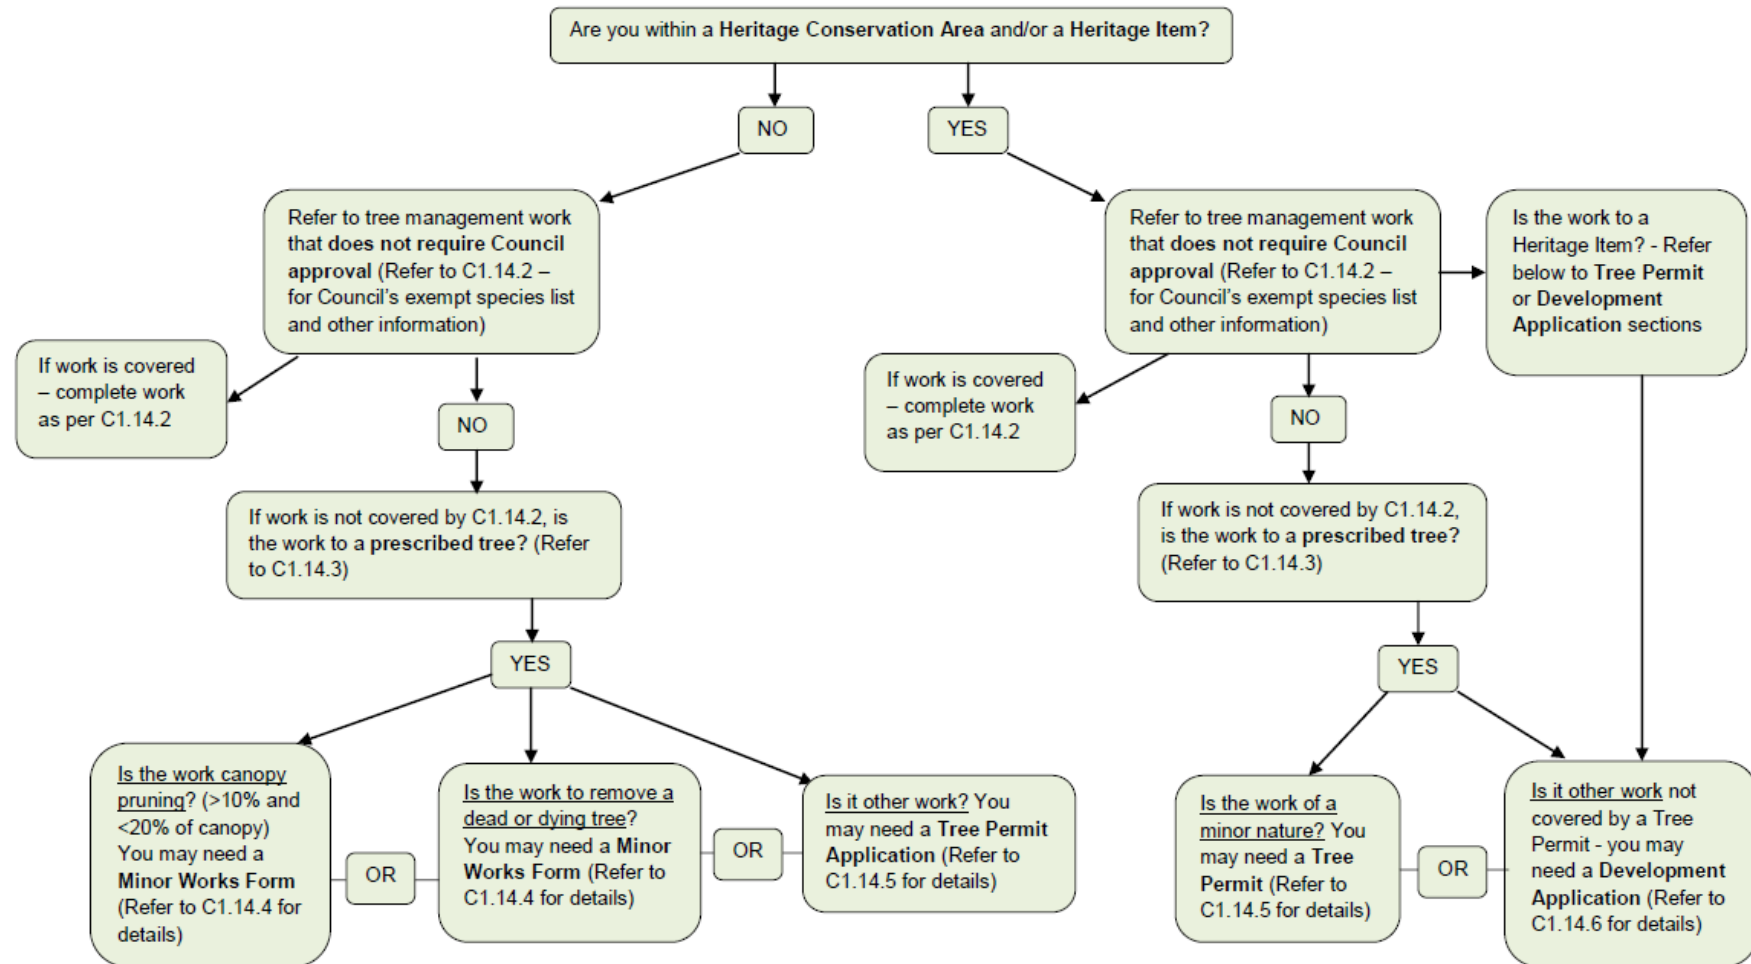 Are you within a Heritage Conservation Area and/or a Heritage Item?
NO
YES
Refer to tree management work
that does not require Council
approval (Refer to C1.14.2 –
for Council's exempt species list
and other information)
Refer to tree management work
that does not require Council
approval (Refer to C1.14.2 –
for Council's exempt species list
and other information)
Is the work to a
Heritage Item? - Refer
below to Tree Permit
or Development
Application sections
If work is covered
– complete work
as per C1.14.2
NO
If work is covered
– complete work
as per C1.14.2
NO
If work is not covered by C1.14.2, is
the work to a prescribed tree? (Refer
to C1.14.3)
If work is not covered by C1.14.2,
is the work to a prescribed tree?
(Refer to C1.14.3)
YES
YES
Is the work canopy
pruning? (>10% and
<20% of canopy)
You may need a
Minor Works Form
(Refer to C1.14.4 for
details)
OR
Is the work to remove a
dead or dying tree?
You may need a Minor
Works Form (Refer to
C1.14.4 for details)
OR
Is it other work? You
may need a Tree Permit
Application (Refer to
C1.14.5 for details)
Is the work of a
minor nature? You
may need a Tree
Permit (Refer to
C1.14.5 for details)
OR
Is it other work not
covered by a Tree
Permit - you may
need a Development
Application (Refer to
C1.14.6 for details)